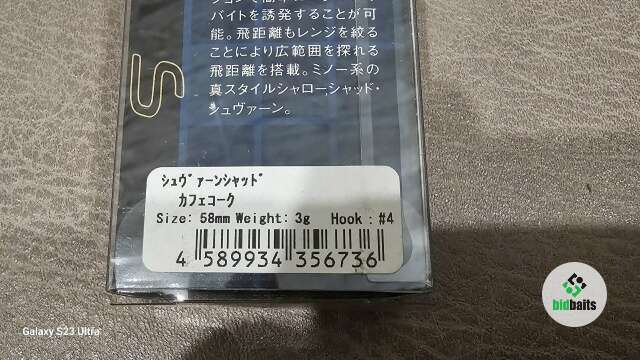 バイトを誘発することが可
能。飛距離もレンジを絞る
ことにより広範囲を探れる
飛距離を搭載。ミノー系の
真スタイルシャローシャッド・
シュヴァーン。
S
ｼｭｳﾞｧｰﾝｼｬｯﾄﾞ
カフェコーク
Size: 58mm Weight: 3g Hook : #4
4 589934 356736
bidbaits
Galaxy S23 Ultra